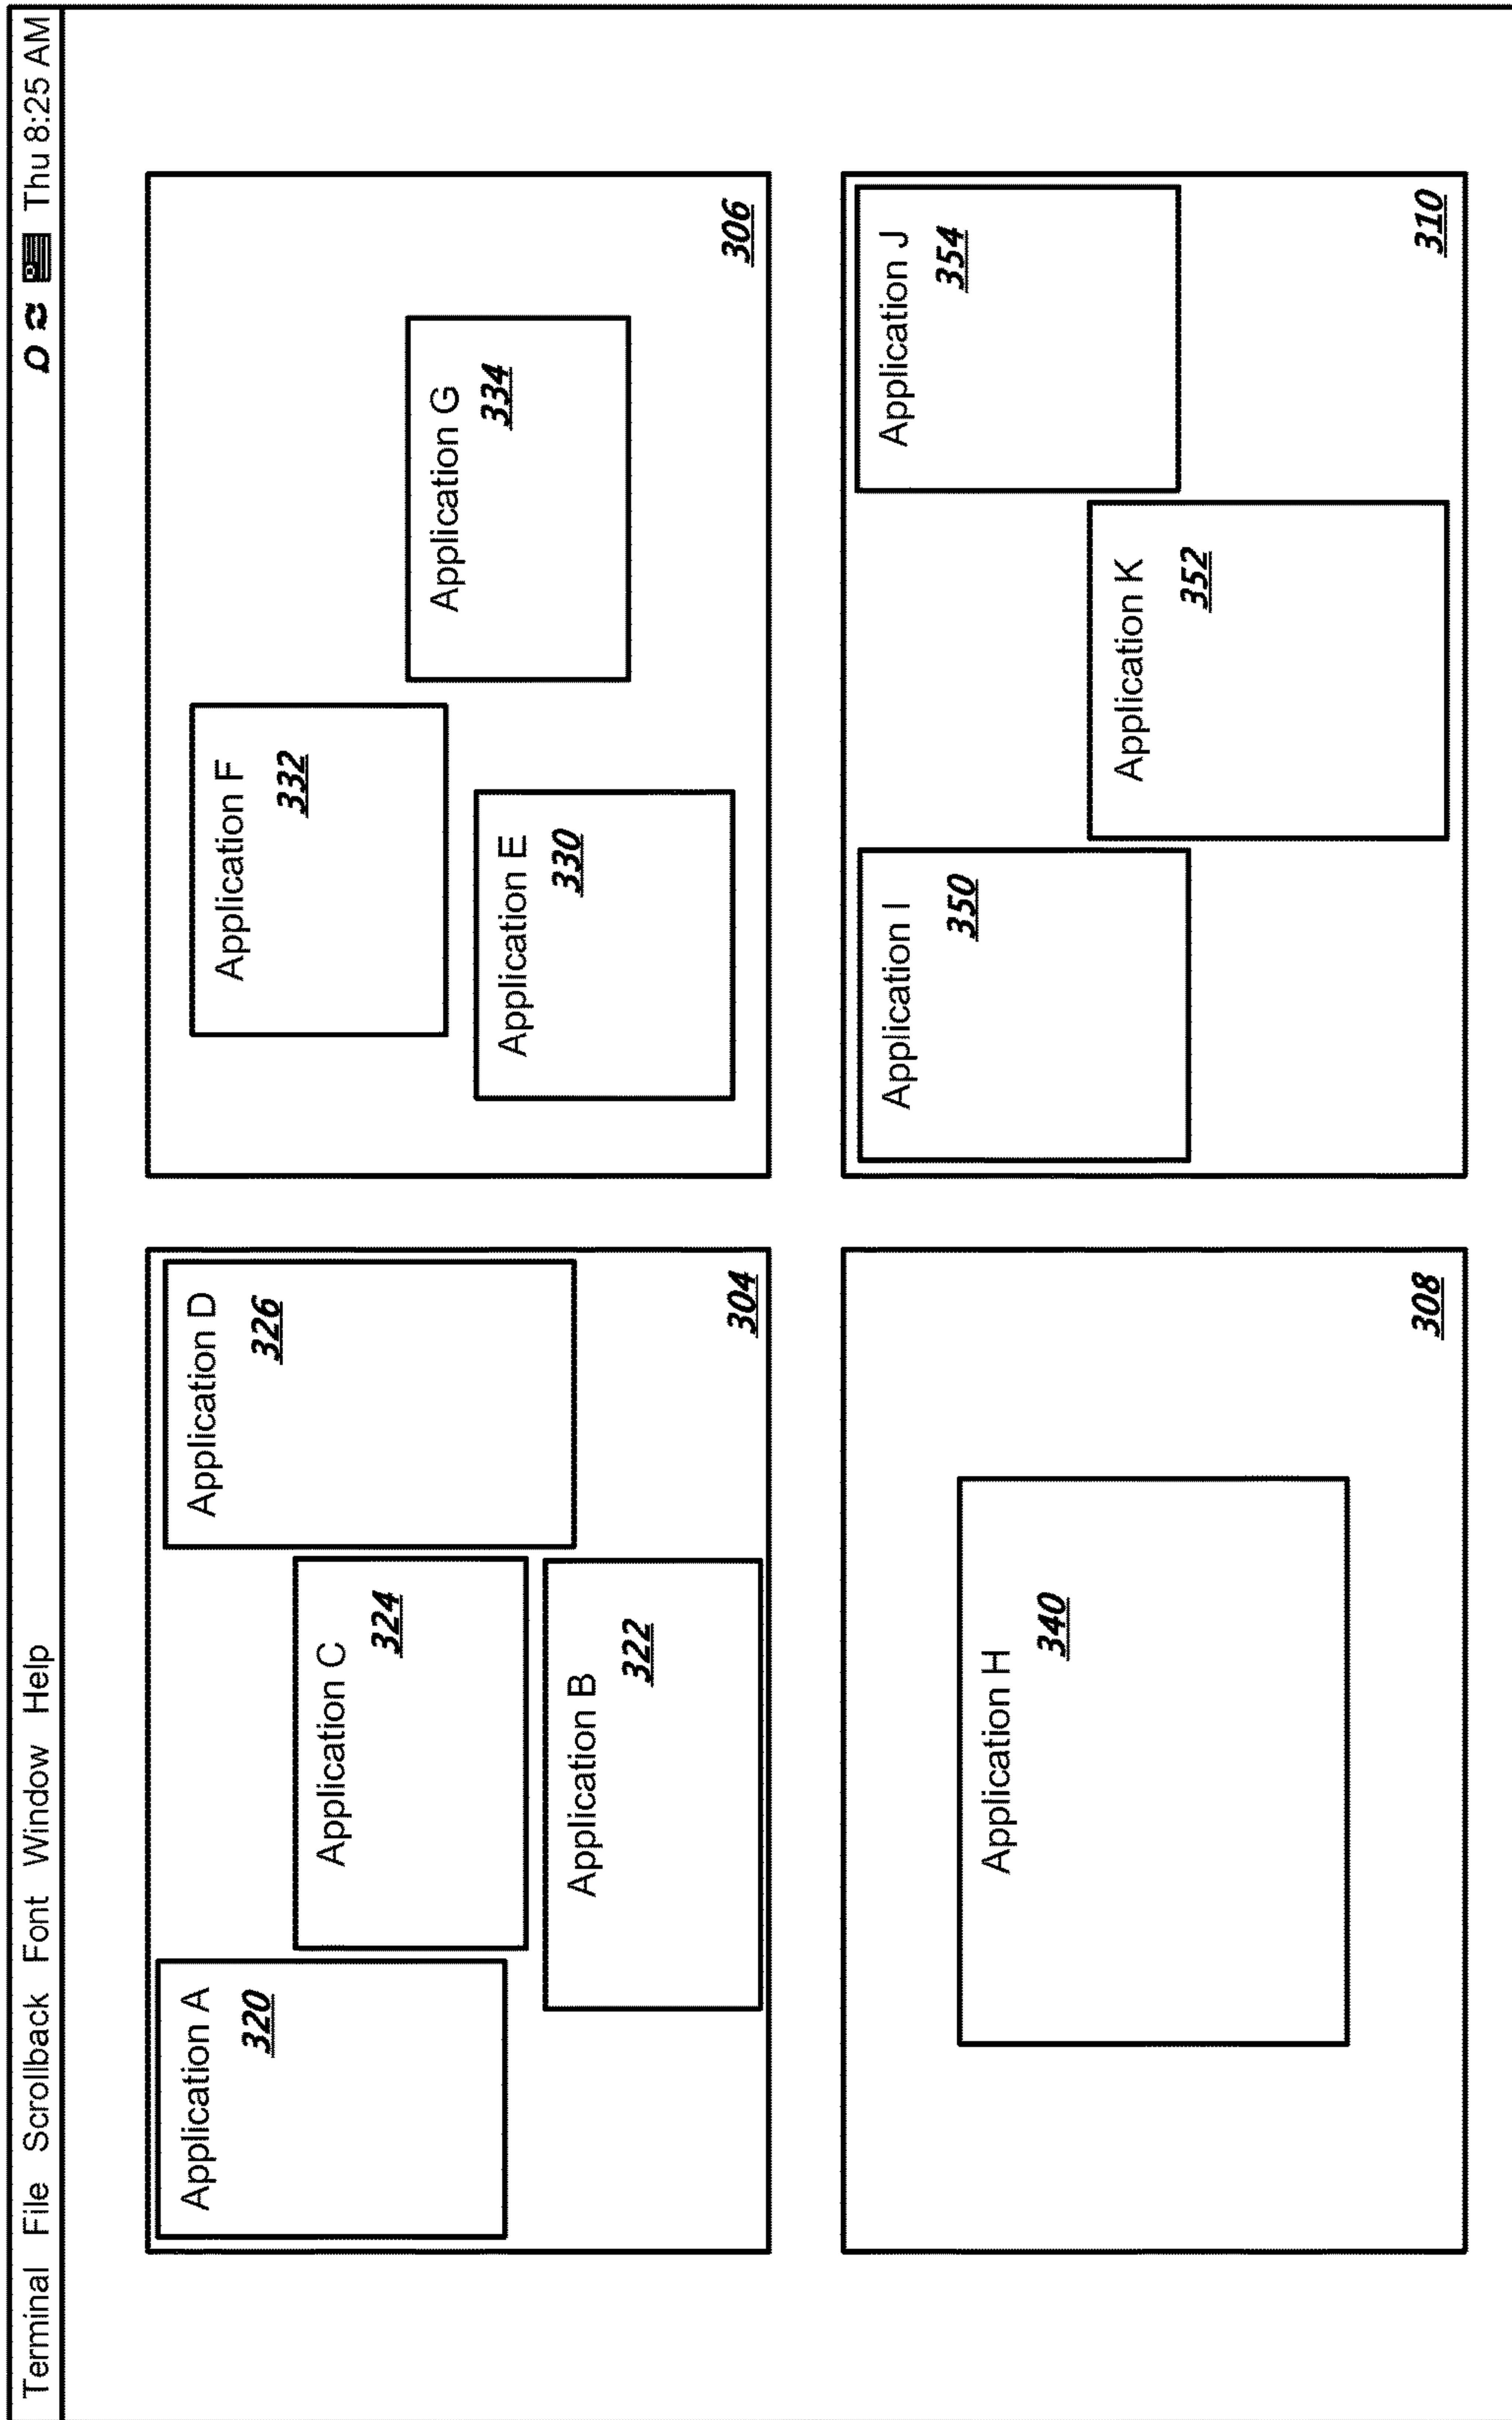 Terminal File Scrollback Font Window Help Thu 8:25 AM
Application A
320
Application C
324
Application B
322
Application D
326
304
Application F
332
Application E
330
Application G
334
306
Application H
340
308
Application I
350
Application K
352
Application J
354
310